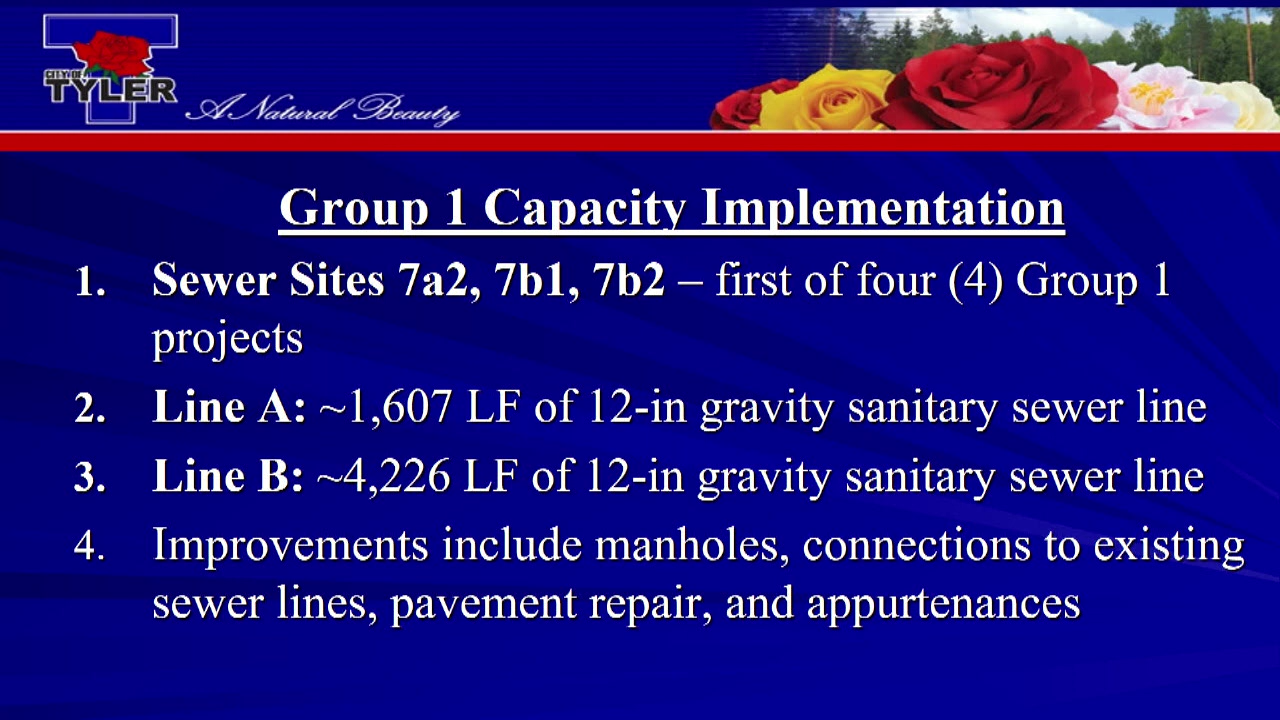 CITY OF
TYLER
A Natural Beauty
Group 1 Capacity Implementation
1. Sewer Sites 7a2, 7b1, 7b2 – first of four (4) Group 1
projects
2. Line A: ~1,607 LF of 12-in gravity sanitary sewer line
3. Line B: ~4,226 LF of 12-in gravity sanitary sewer line
4. Improvements include manholes, connections to existing
sewer lines, pavement repair, and appurtenances